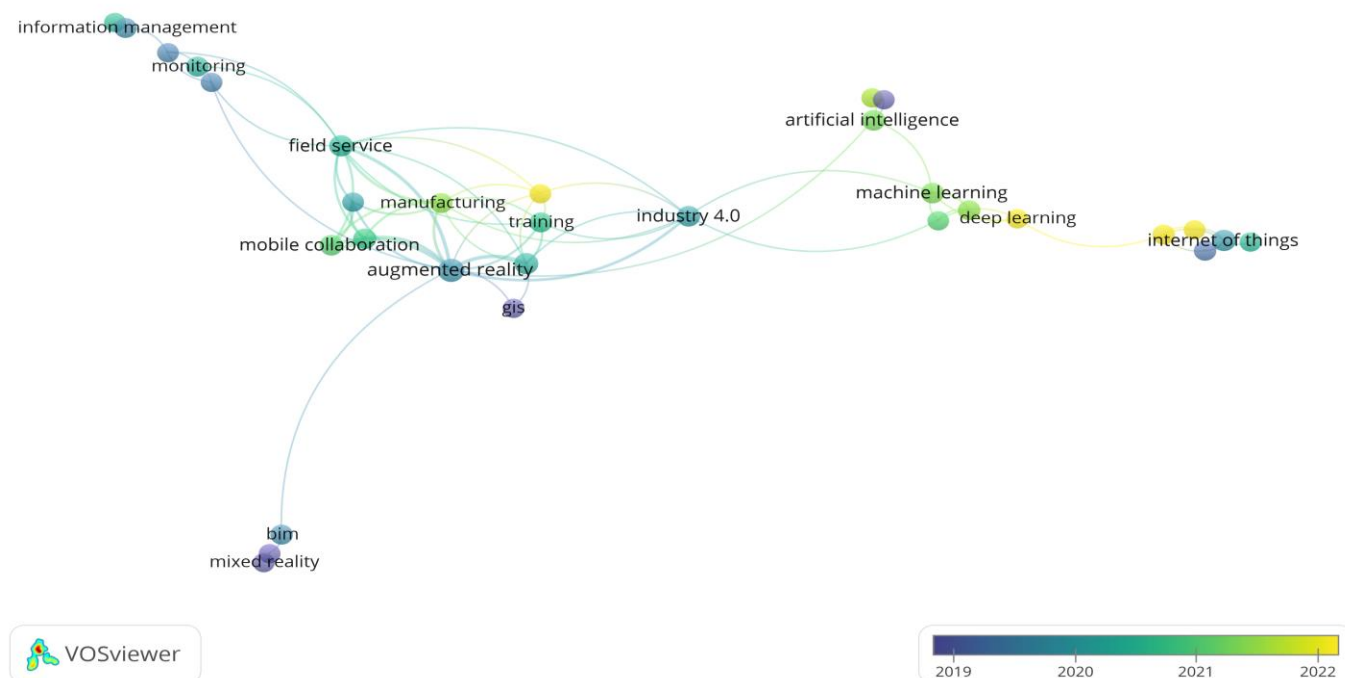 information management
monitoring
artificial intelligence
field service
machine learning
manufacturing
training
industry 4.0
deep learning
mobile collaboration
internet of things
augmented reality
gis
bim
mixed reality
VOSviewer
2019 2020 2021 2022